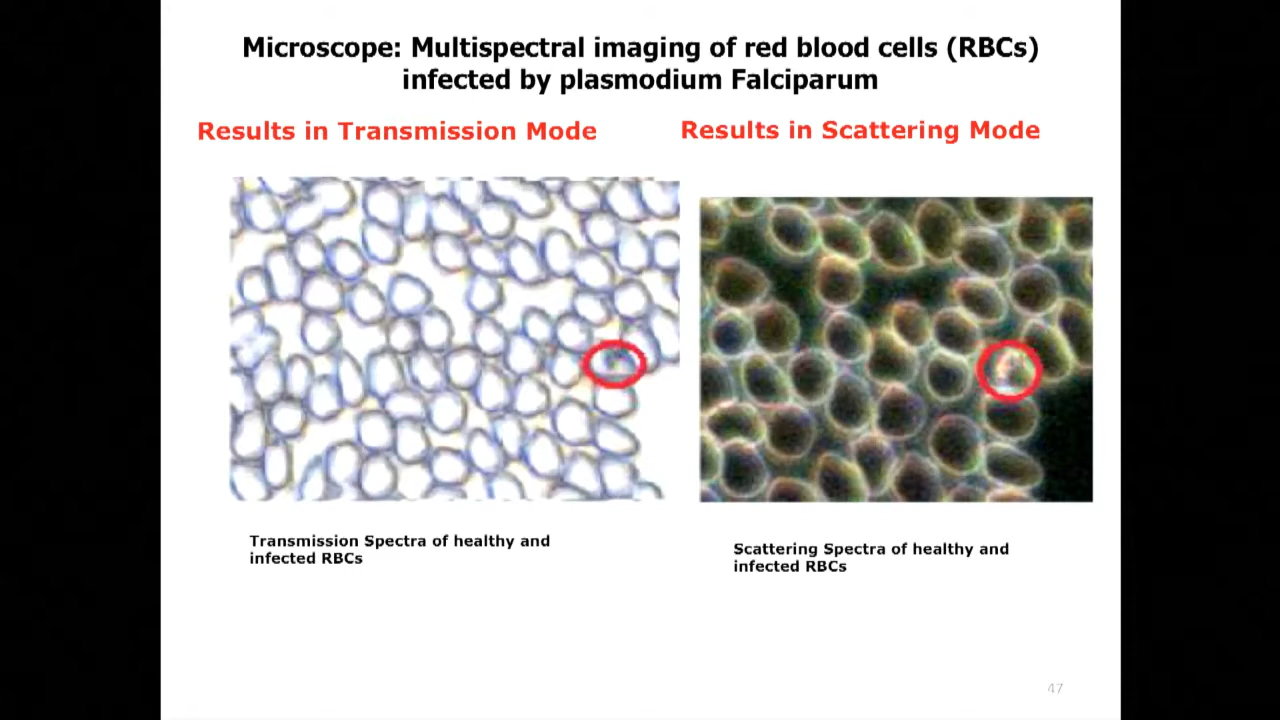 Microscope: Multispectral imaging of red blood cells (RBCs)
infected by plasmodium Falciparum
Results in Transmission Mode
Results in Scattering Mode
Transmission Spectra of healthy and
infected RBCs
Scattering Spectra of healthy and
infected RBCs
47